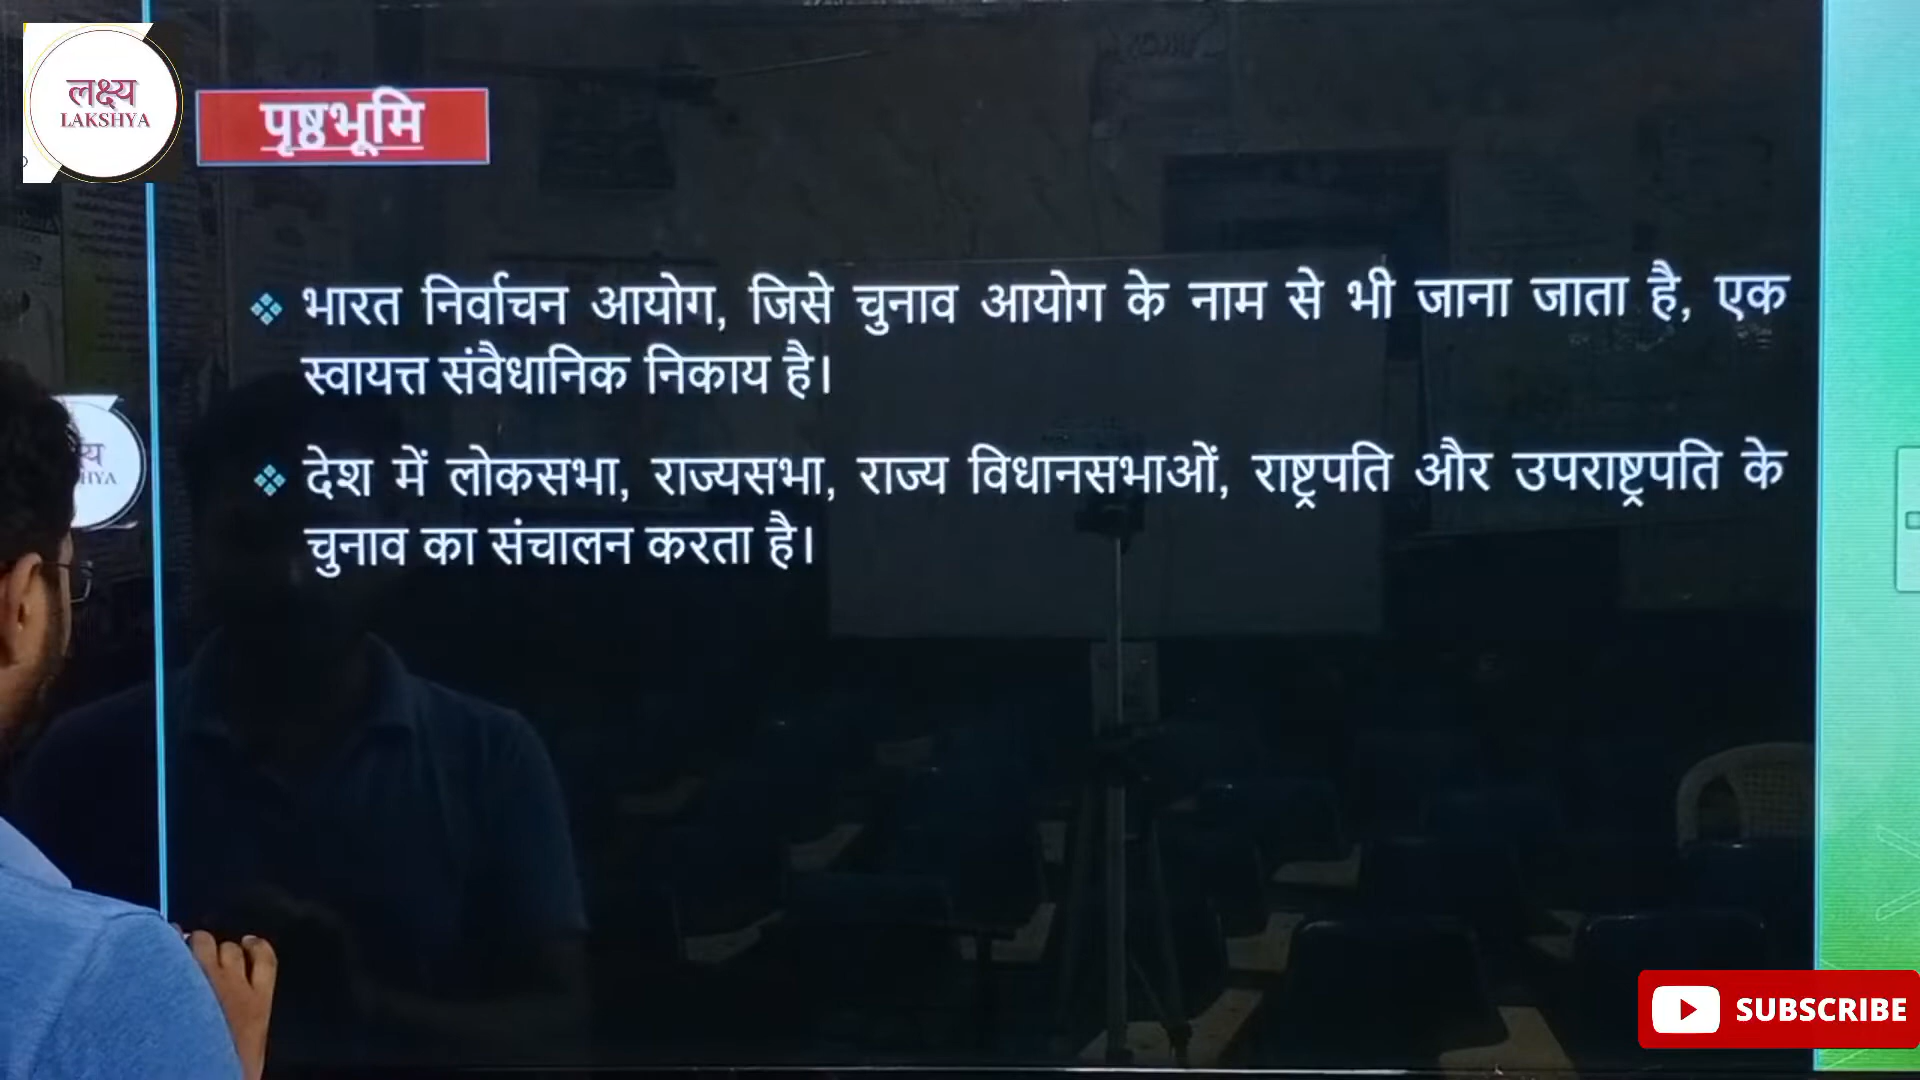 लक्ष्य
LAKSHYA
पृष्ठभूमि
भारत निर्वाचन आयोग, जिसे चुनाव आयोग के नाम से भी जाना जाता है, एक
स्वायत्त संवैधानिक निकाय है।
देश में लोकसभा, राज्यसभा, राज्य विधानसभाओं, राष्ट्रपति और उपराष्ट्रपति के
चुनाव का संचालन करता है।
SUBSCRIBE